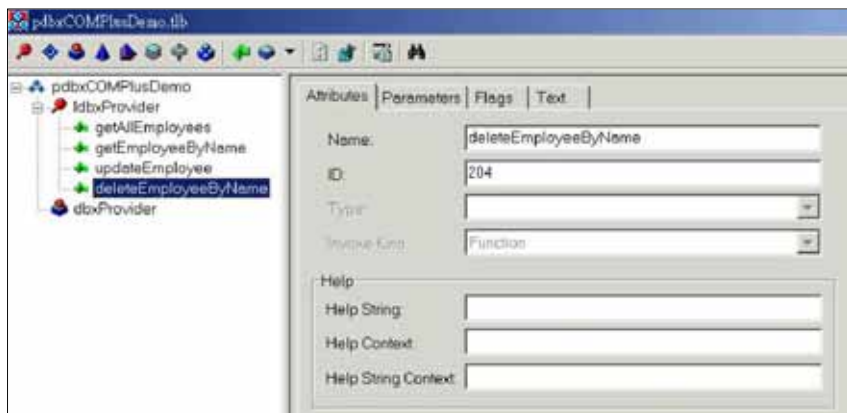 pdbxCOMPlusDemo.tlb
pdbxCOMPlusDemo
IdbxProvider
getAllEmployees
getEmployeeByName
updateEmployee
deleteEmployeeByName
dbxProvider
Attributes Parameters Flags Text
Name: deleteEmployeeByName
ID: 204
Type:
Invoke Kind: Function
Help
Help String:
Help Context:
Help String Context: